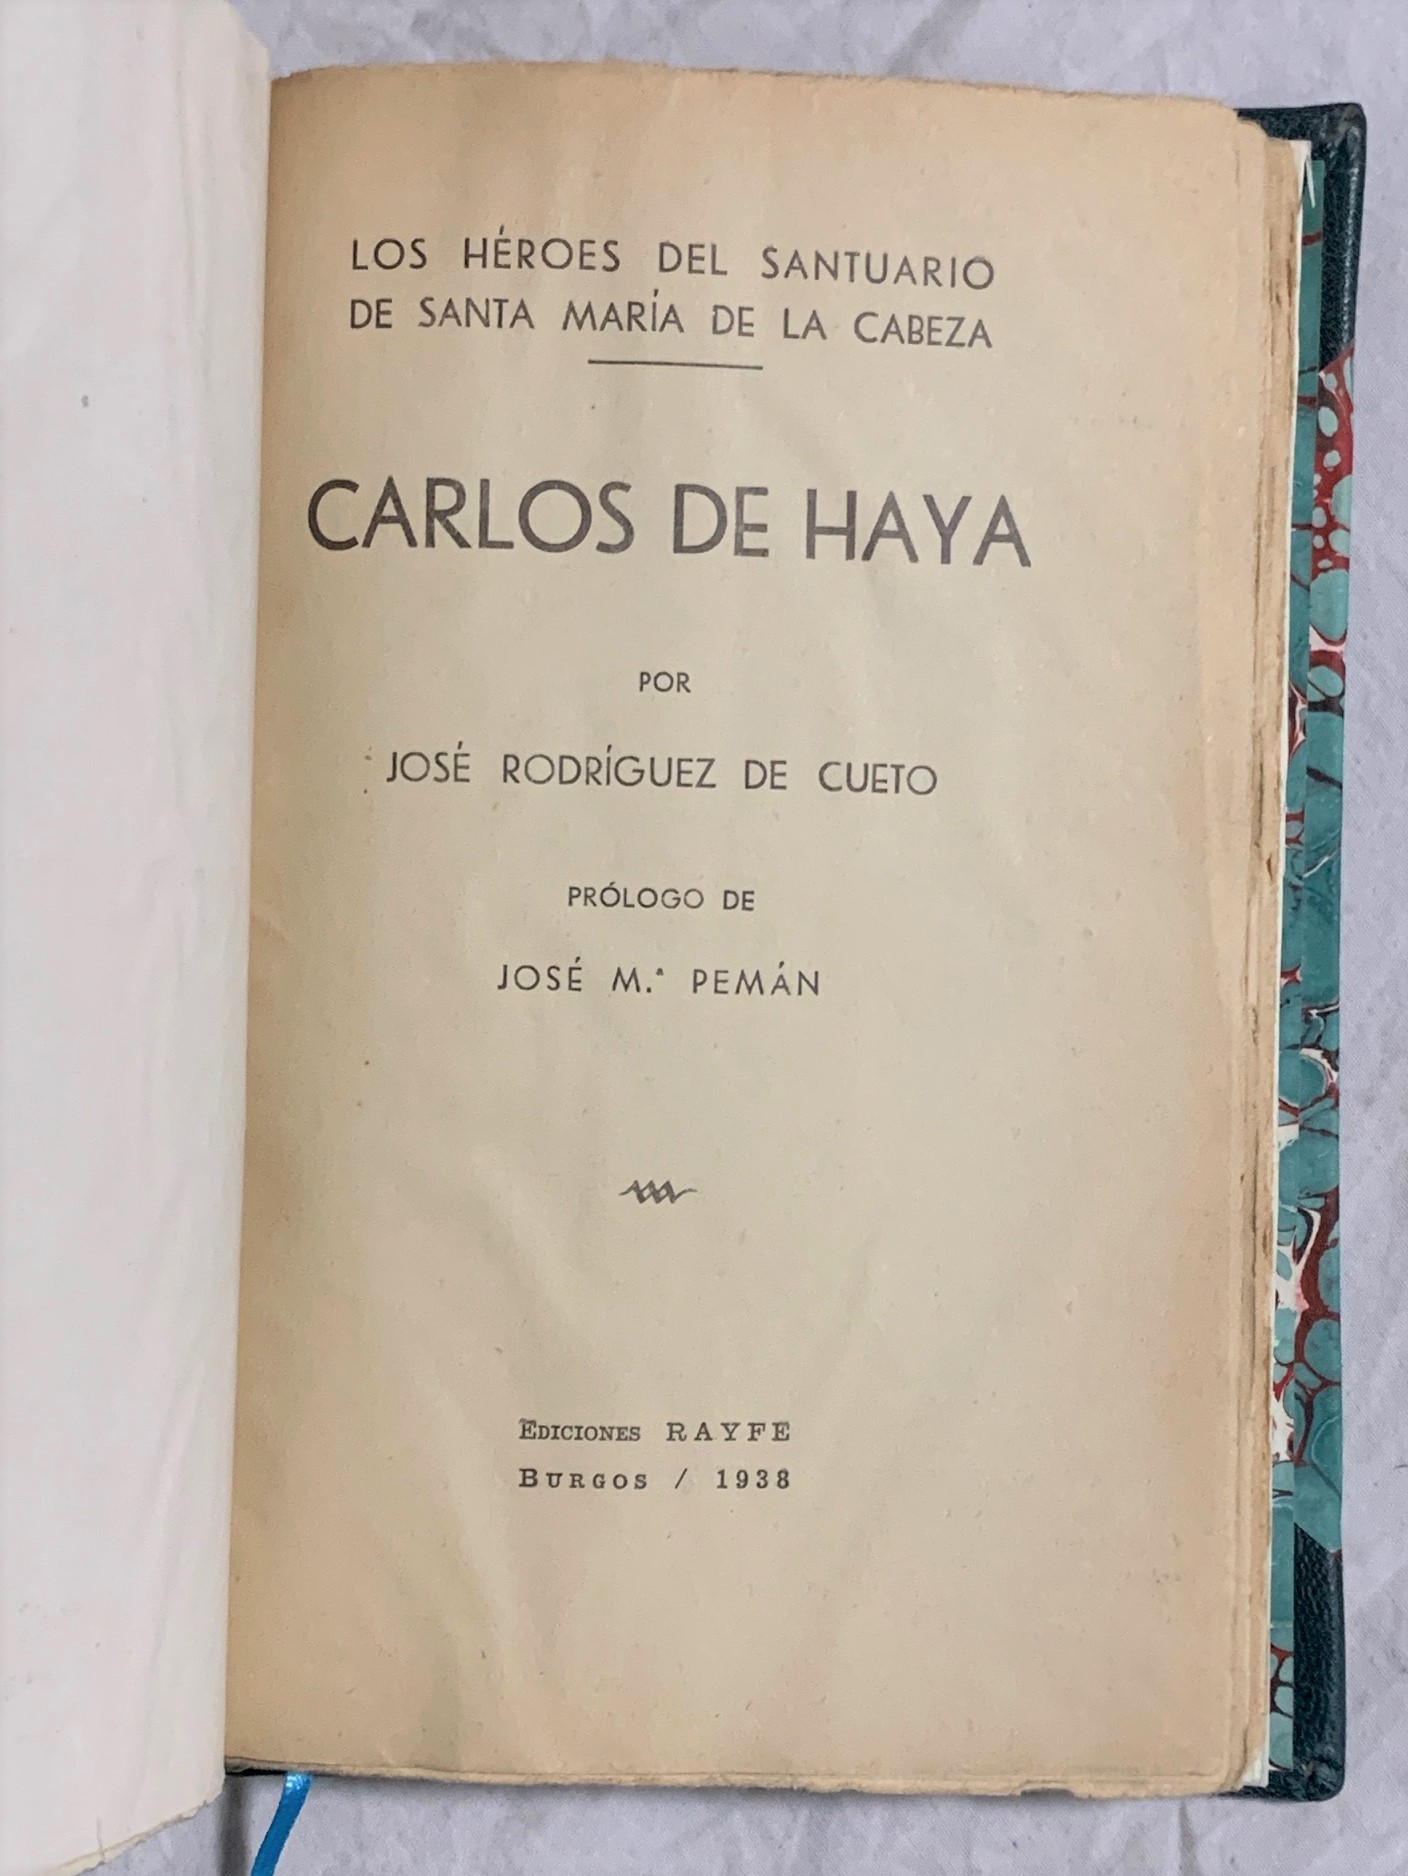 LOS HÉROES DEL SANTUARIO
DE SANTA MARÍA DE LA CABEZA
CARLOS DE HAYA
POR
JOSÉ RODRÍGUEZ DE CUETO
PRÓLOGO DE
JOSÉ M.ª PEMÁN
EDICIONES RAYFE
BURGOS / 1938